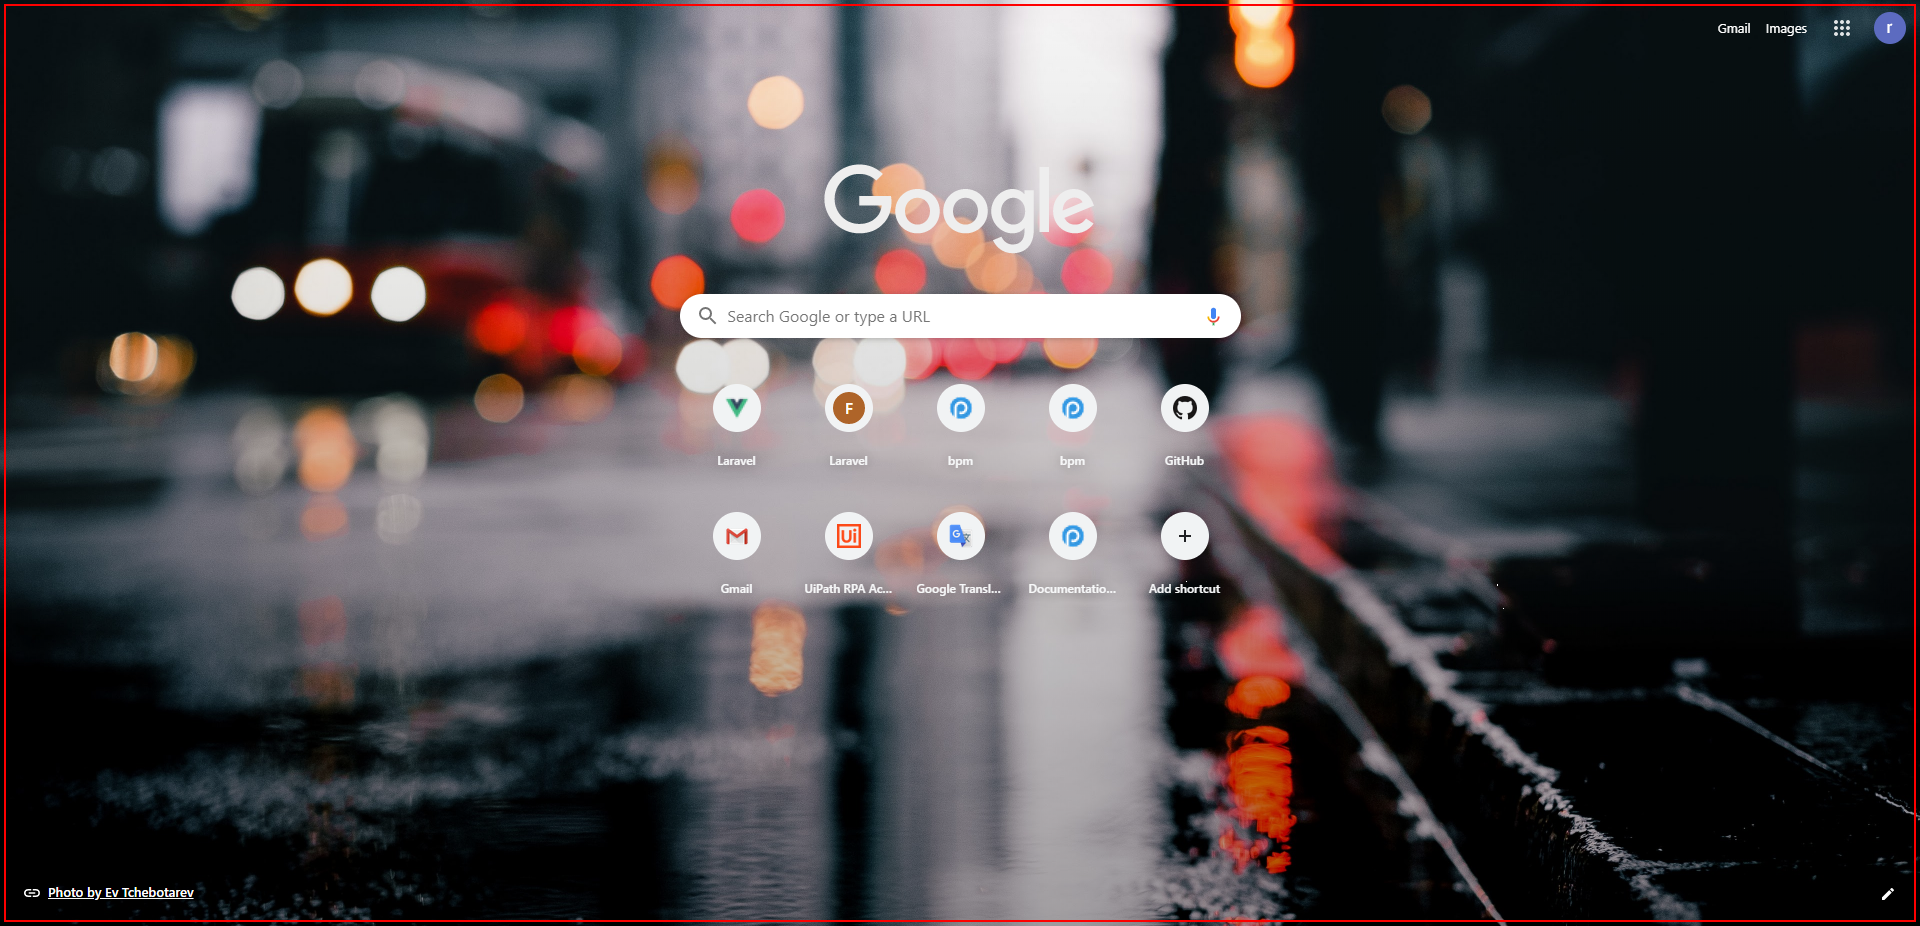 Gmail Images r
Google
Search Google or type a URL
F
Laravel Laravel bpm bpm GitHub
Ui
Gmail UiPath RPA Ac... Google Transl... Documentatio... Add shortcut
Photo by Ev Tchebotarev